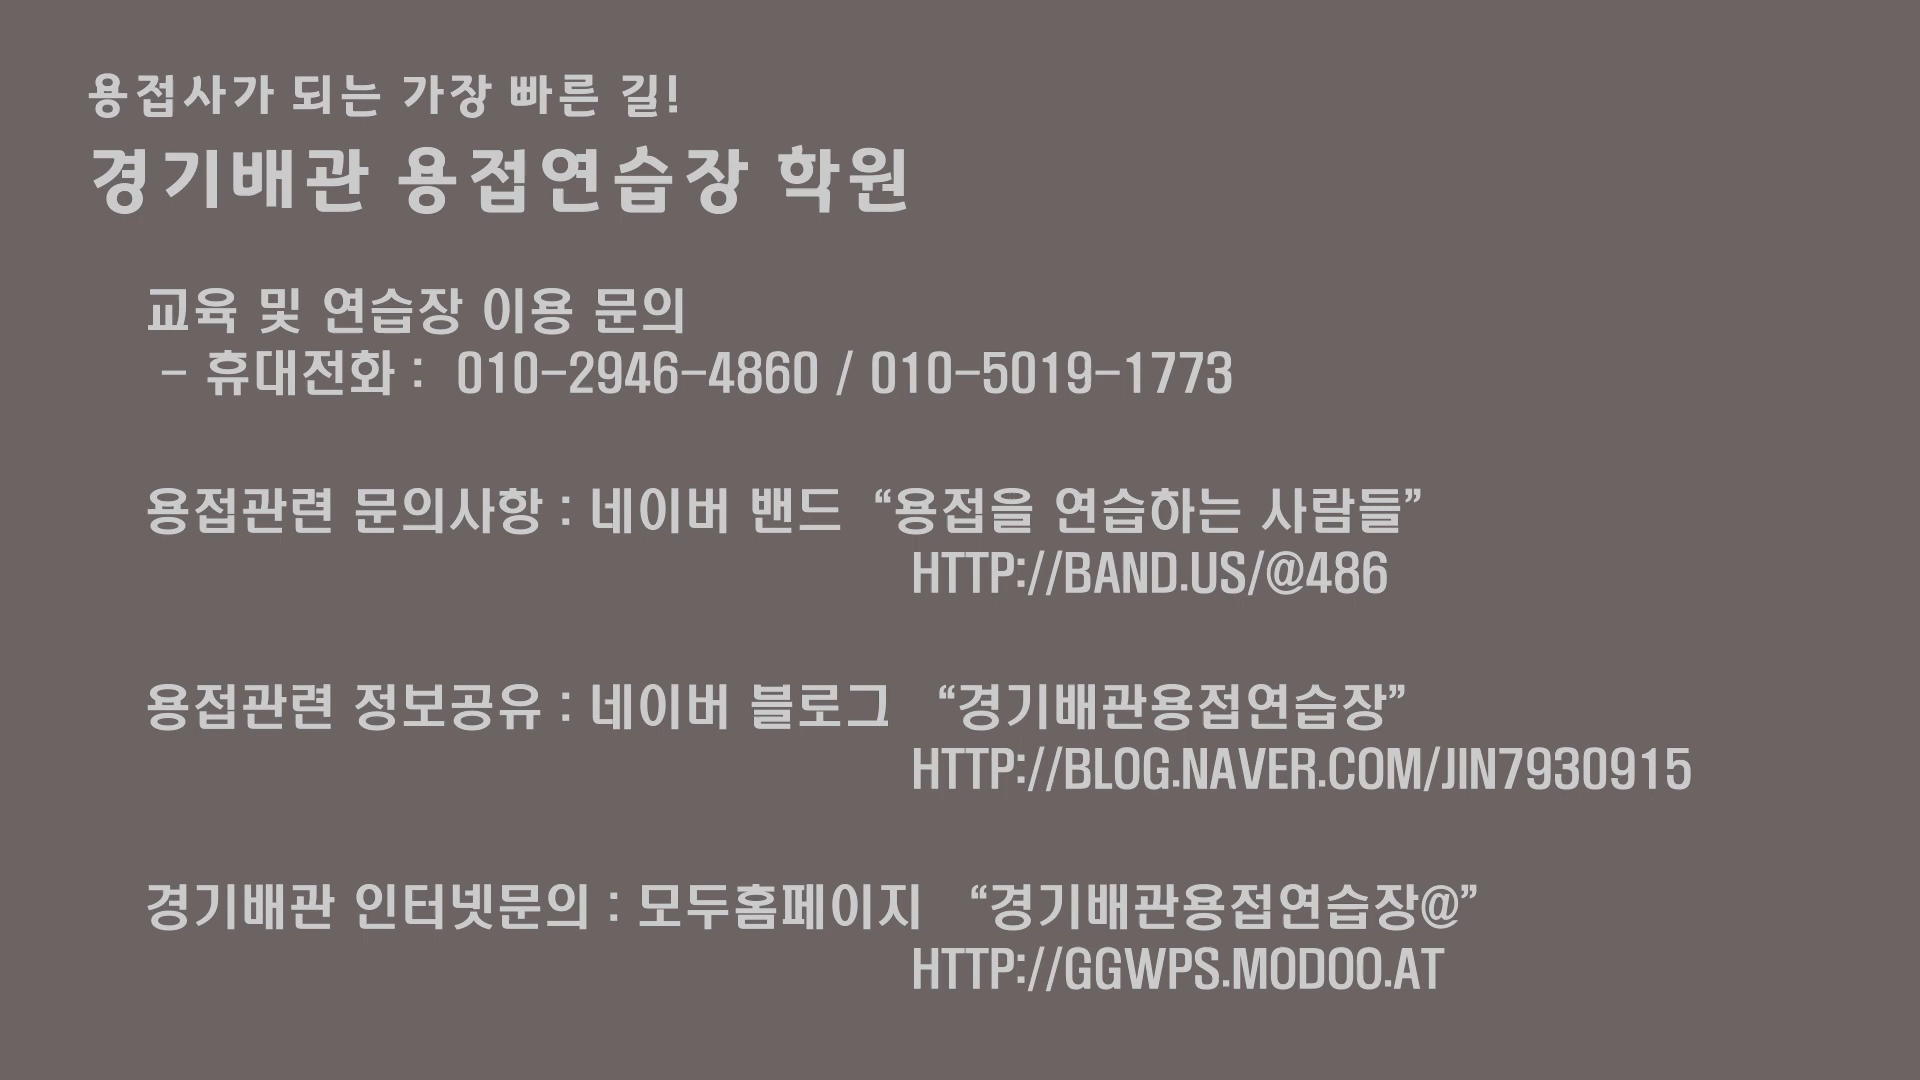 용접사가 되는 가장 빠른 길!
경기배관 용접연습장 학원
교육 및 연습장 이용 문의
- 휴대전화 : 010-2946-4860 / 010-5019-1773
용접관련 문의사항 : 네이버 밴드 “용접을 연습하는 사람들”
HTTP://BAND.US/@486
용접관련 정보공유 : 네이버 블로그 “경기배관용접연습장”
HTTP://BLOG.NAVER.COM/JIN7930915
경기배관 인터넷문의 : 모두홈페이지 “경기배관용접연습장@”
HTTP://GGWPS.MODOO.AT